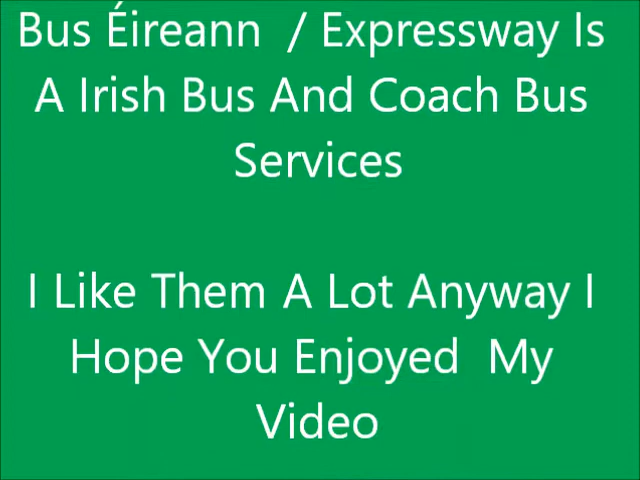 Bus Éireann  / Expressway Is
A Irish Bus And Coach Bus
Services
I Like Them A Lot Anyway I
Hope You Enjoyed  My
Video